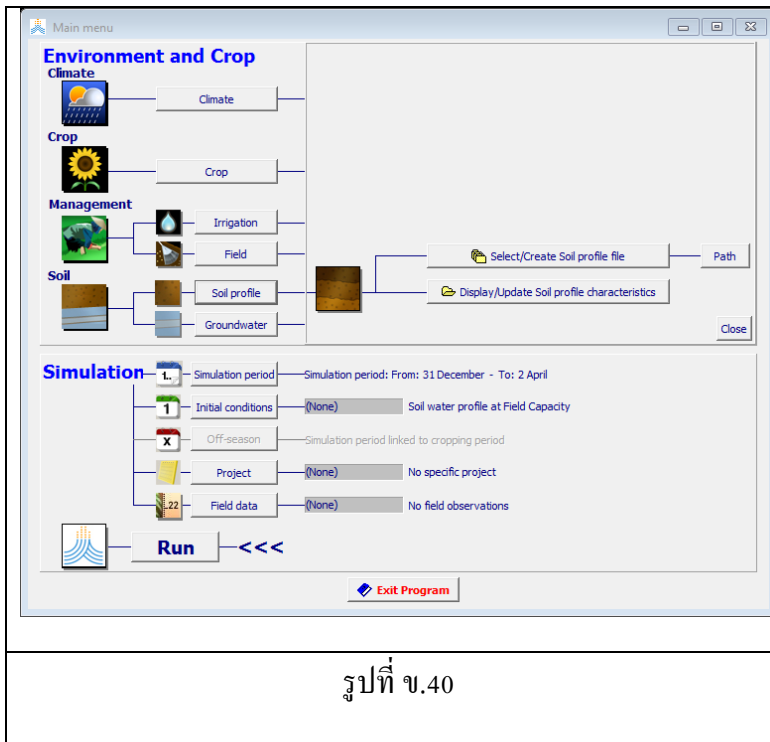 Main menu
Environment and Crop
Climate
Climate
Crop
Crop
Management
Irrigation
Field
Select/Create Soil profile file
Path
Soil
Soil profile
Display/Update Soil profile characteristics
Groundwater
Close
Simulation
1..
Simulation period
Simulation period: From: 31 December - To: 2 April
1
Initial conditions
(None)
Soil water profile at Field Capacity
x
Off-season
Simulation period linked to cropping period
Project
(None)
No specific project
.22
Field data
(None)
No field observations
Run
<<<
Exit Program
รูปที่ ข.40